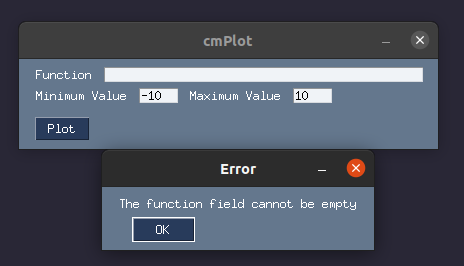 cmPlot
Function
Minimum Value -10 Maximum Value 10
Plot
Error
The function field cannot be empty
OK